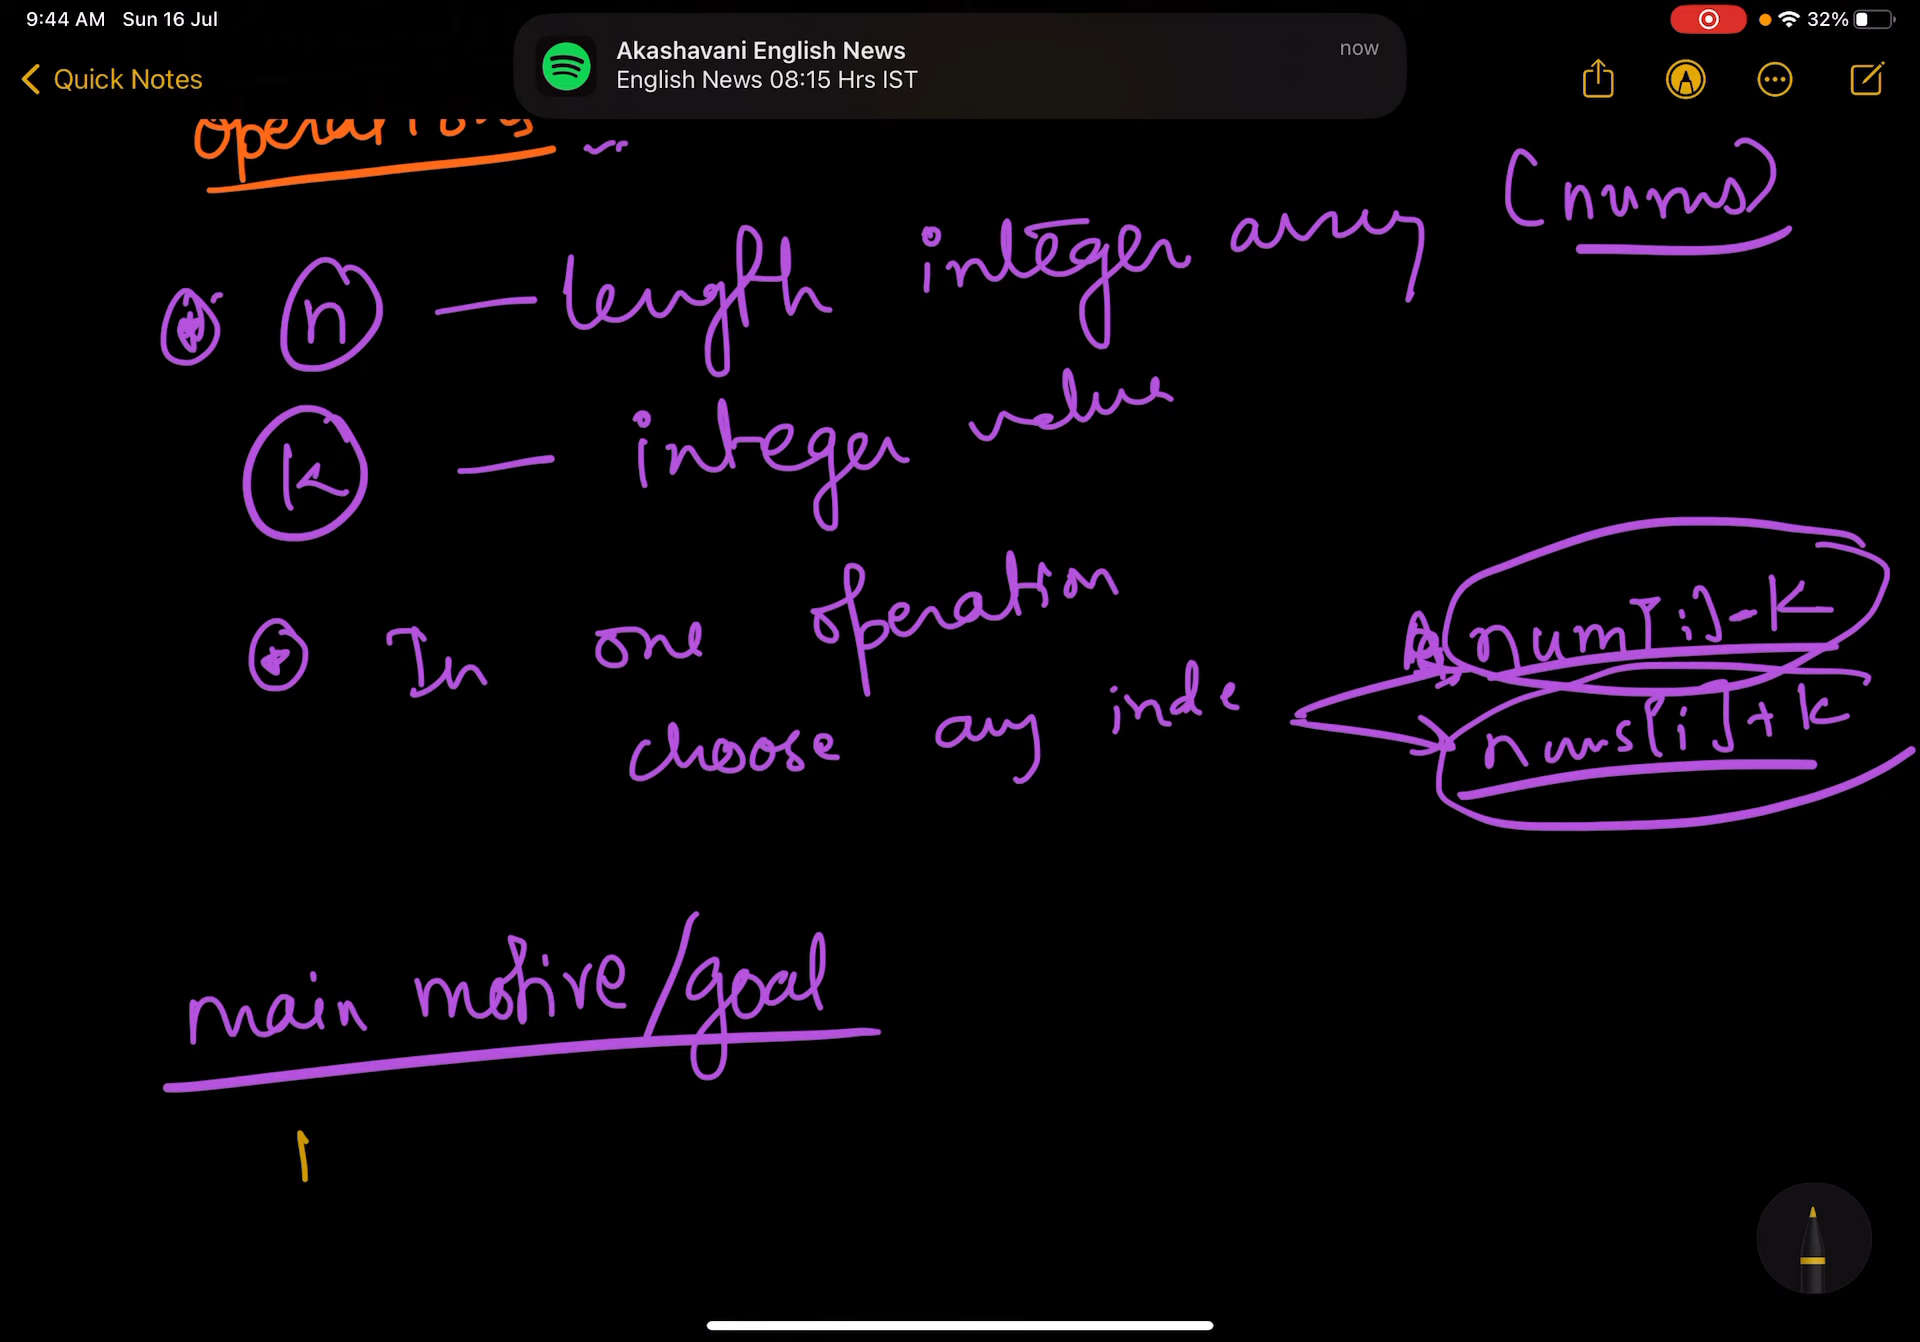 9:44 AM Sun 16 Jul
32%
Akashavani English News
now
English News 08:15 Hrs IST
Quick Notes
operations
n — length integer array (nums)
k — integer value
In one operation
choose any inde
num[i]-k
nums[i]+k
main motive/goal